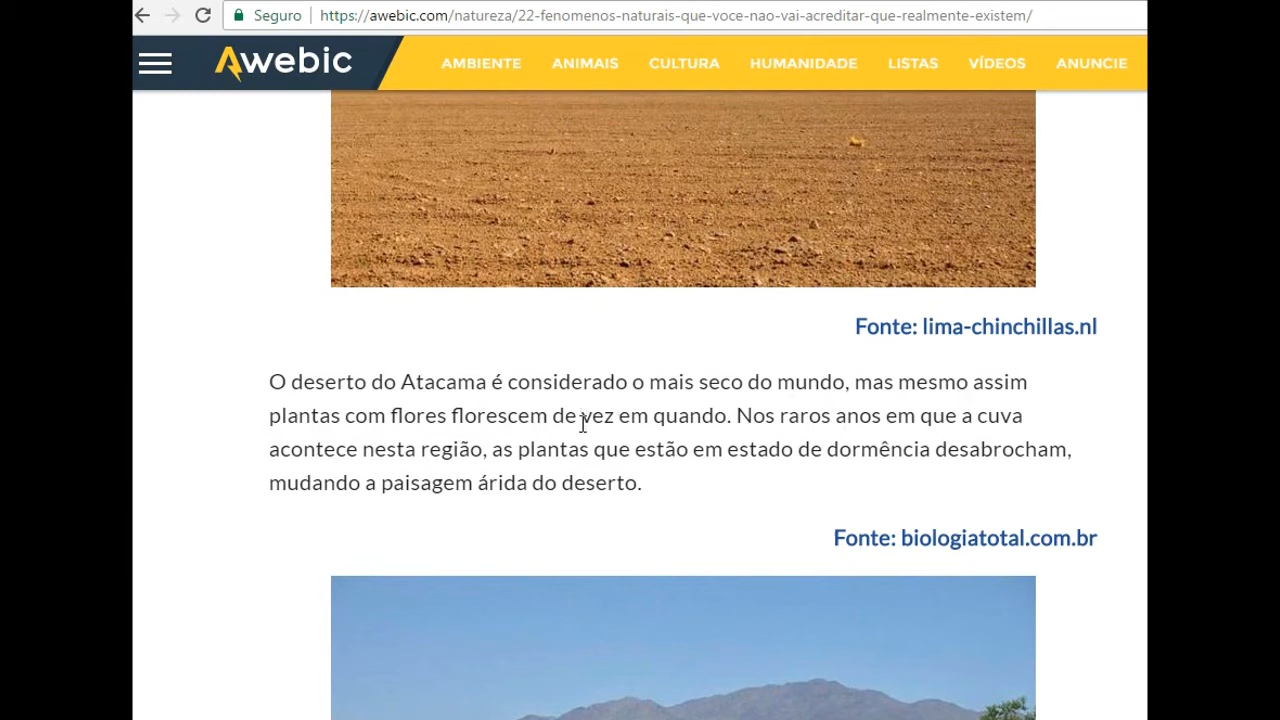 Seguro
https://awebic.com/natureza/22-fenomenos-naturais-que-voce-nao-vai-acreditar-que-realmente-existem/
Awebic
AMBIENTE ANIMAIS CULTURA HUMANIDADE LISTAS VÍDEOS ANUNCIE
Fonte: lima-chinchillas.nl
O deserto do Atacama é considerado o mais seco do mundo, mas mesmo assim
plantas com flores florescem de vez em quando. Nos raros anos em que a cuva
acontece nesta região, as plantas que estão em estado de dormência desabrocham,
mudando a paisagem árida do deserto.
Fonte: biologiatotal.com.br